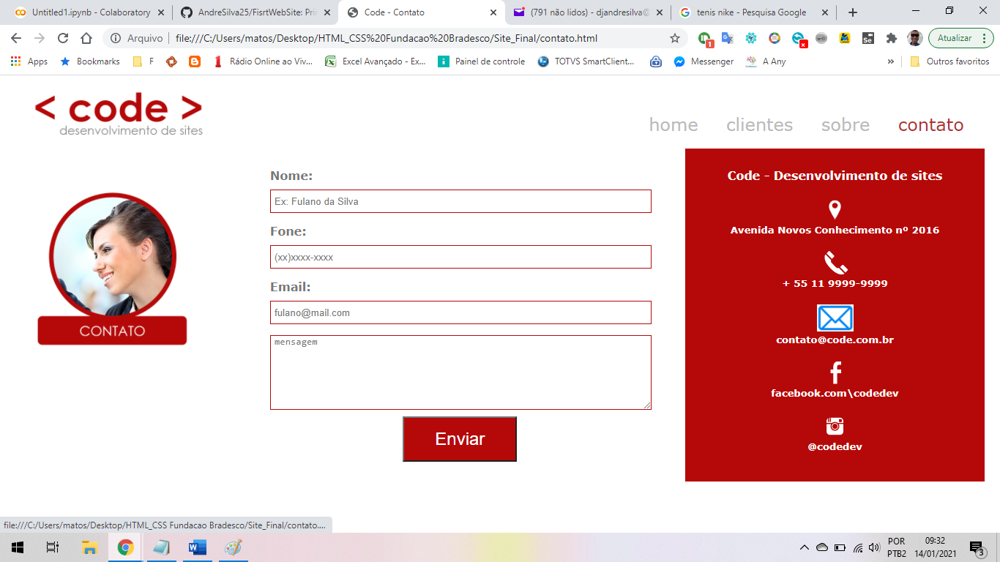 Untitled1.ipynb - Colaboratory
AndreSilva25/FisrtWebSite: Pri
Code - Contato
(791 não lidos) - djandresilva@
tenis nike - Pesquisa Google
Arquivo
file:///C:/Users/matos/Desktop/HTML_CSS%20Fundacao%20Bradesco/Site_Final/contato.html
1
x
Se
Atualizar
Apps
Bookmarks
F
Rádio Online ao Viv...
Excel Avançado - Ex...
Painel de controle
TOTVS SmartClient...
Messenger
A Any
»
Outros favoritos
< code >
desenvolvimento de sites
home
clientes
sobre
contato
CONTATO
Nome:
Ex: Fulano da Silva
Fone:
(xx)xxxx-xxxx
Email:
fulano@mail.com
mensagem
Enviar
Code - Desenvolvimento de sites
Avenida Novos Conhecimento nº 2016
+ 55 11 9999-9999
contato@code.com.br
facebook.com\codedev
@codedev
file:///C:/Users/matos/Desktop/HTML_CSS Fundacao Bradesco/Site_Final/contato....
POR
PTB2
09:32
14/01/2021
3